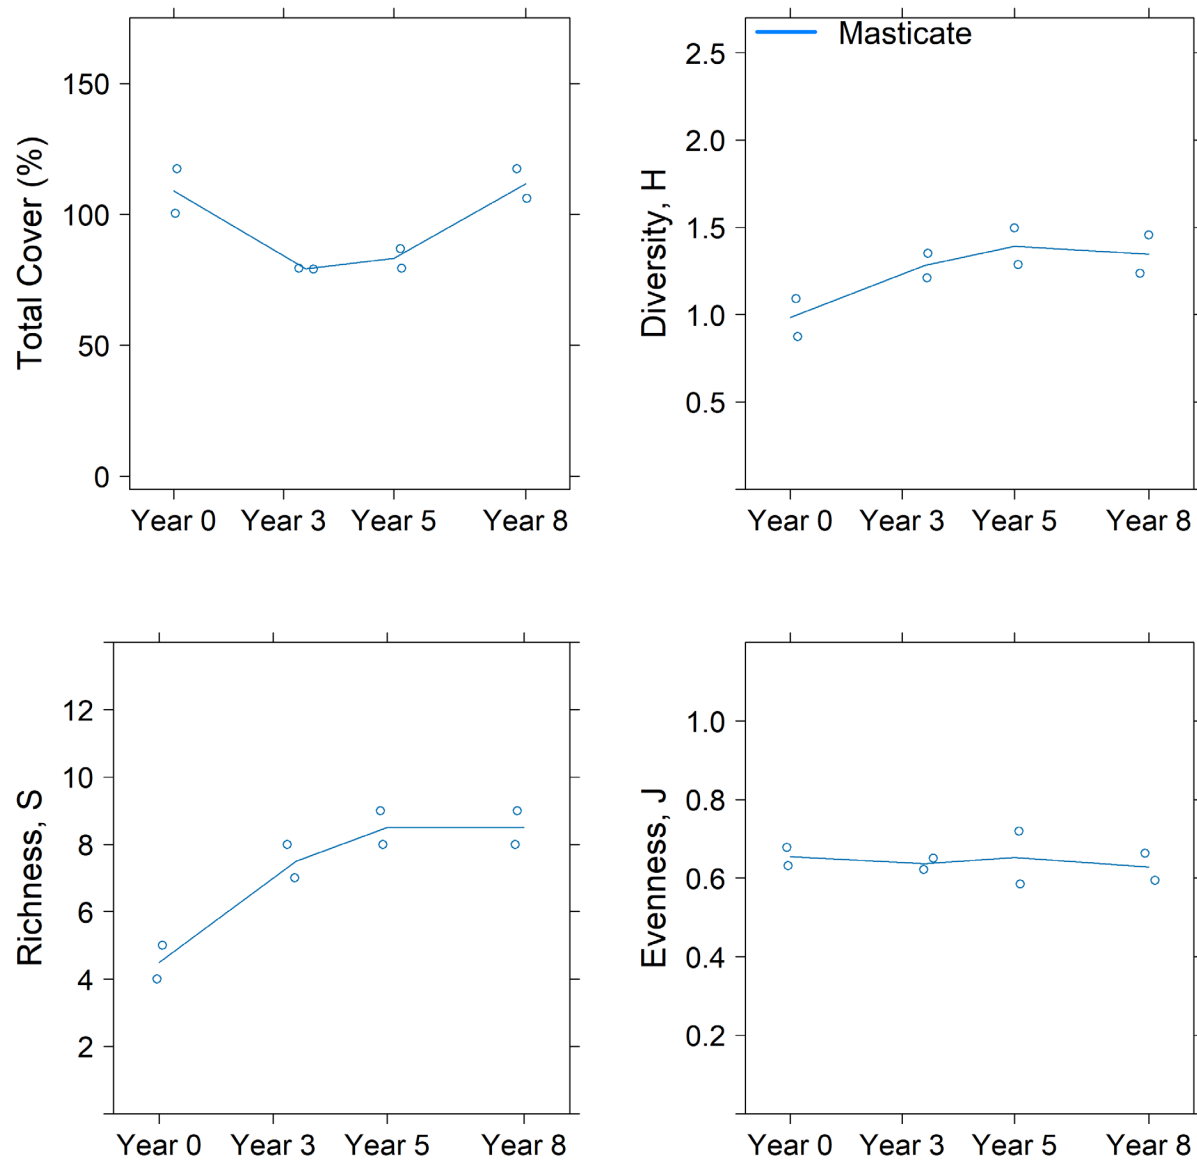 Total Cover (%)
150
100
50
0
Year 0 Year 3 Year 5 Year 8
Masticate
Diversity, H
2.5
2.0
1.5
1.0
0.5
Year 0 Year 3 Year 5 Year 8
Richness, S
12
10
8
6
4
2
Year 0 Year 3 Year 5 Year 8
Evenness, J
1.0
0.8
0.6
0.4
0.2
Year 0 Year 3 Year 5 Year 8